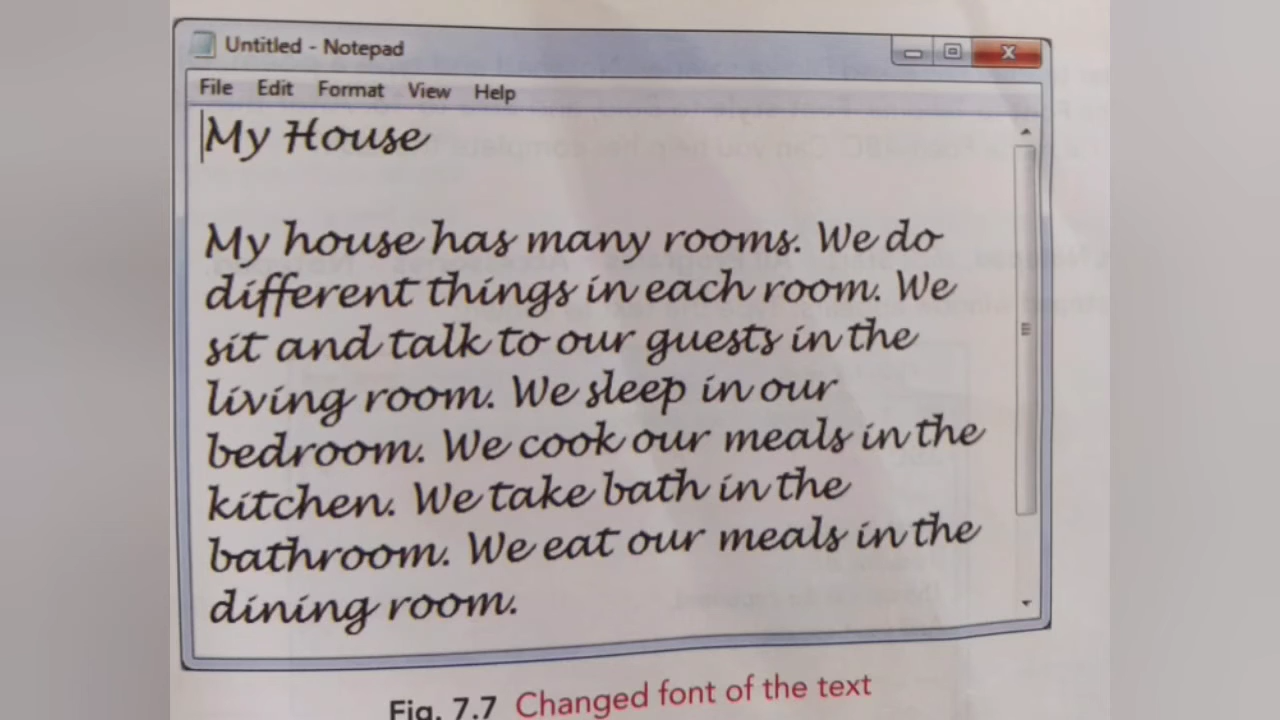 Untitled - Notepad
File Edit Format View Help
My House
My house has many rooms. We do
different things in each room. We
sit and talk to our guests in the
living room. We sleep in our
bedroom. We cook our meals in the
kitchen. We take bath in the
bathroom. We eat our meals in the
dining room.
Fig. 7.7 Changed font of the text